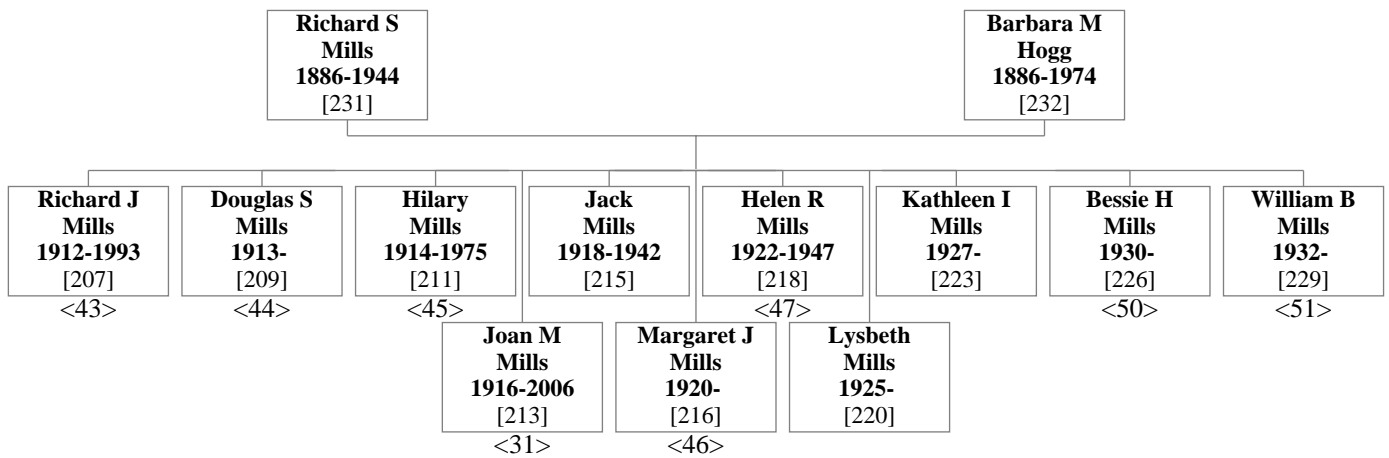 Richard S
Mills
1886-1944
[231]
Barbara M
Hogg
1886-1974
[232]
Richard J
Mills
1912-1993
[207]
<43>
Douglas S
Mills
1913-
[209]
<44>
Hilary
Mills
1914-1975
[211]
<45>
Jack
Mills
1918-1942
[215]
Helen R
Mills
1922-1947
[218]
<47>
Kathleen I
Mills
1927-
[223]
Bessie H
Mills
1930-
[226]
<50>
William B
Mills
1932-
[229]
<51>
Joan M
Mills
1916-2006
[213]
<31>
Margaret J
Mills
1920-
[216]
<46>
Lysbeth
Mills
1925-
[220]